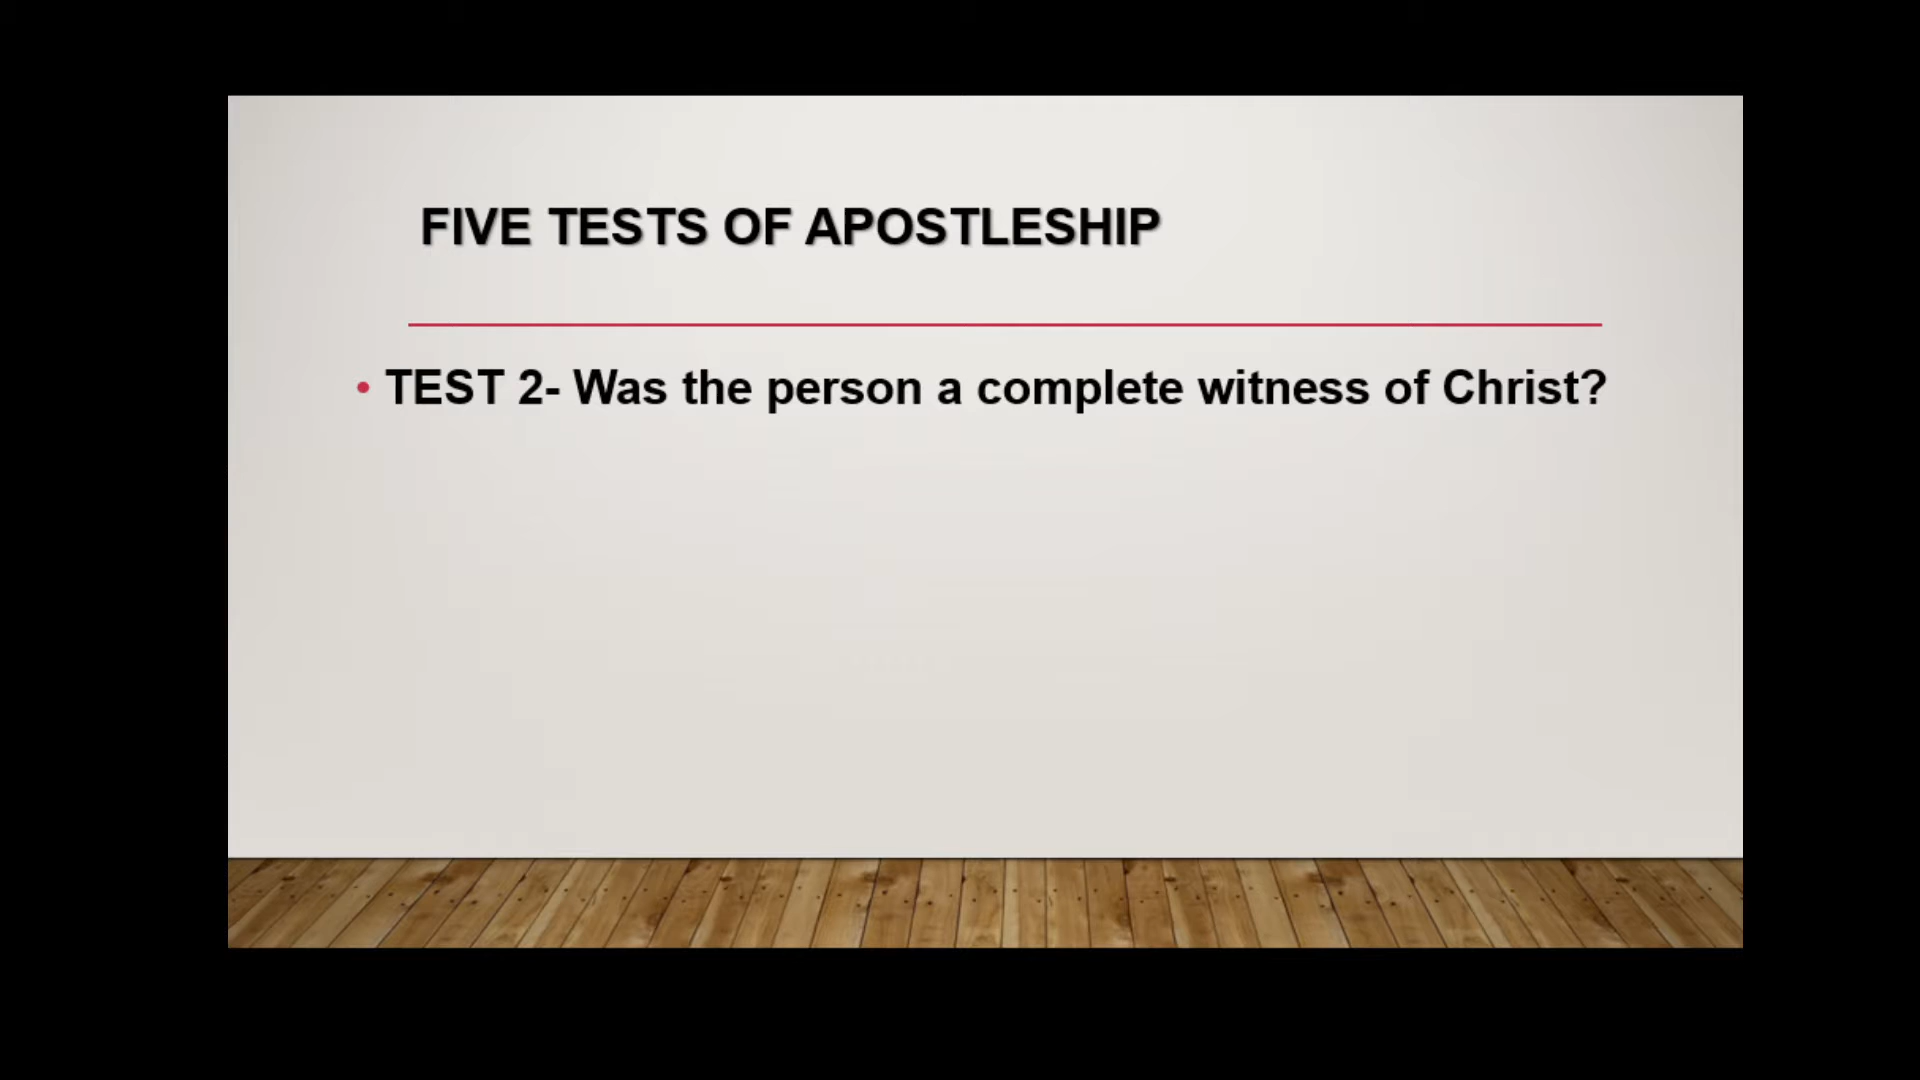 FIVE TESTS OF APOSTLESHIP
• TEST 2- Was the person a complete witness of Christ?